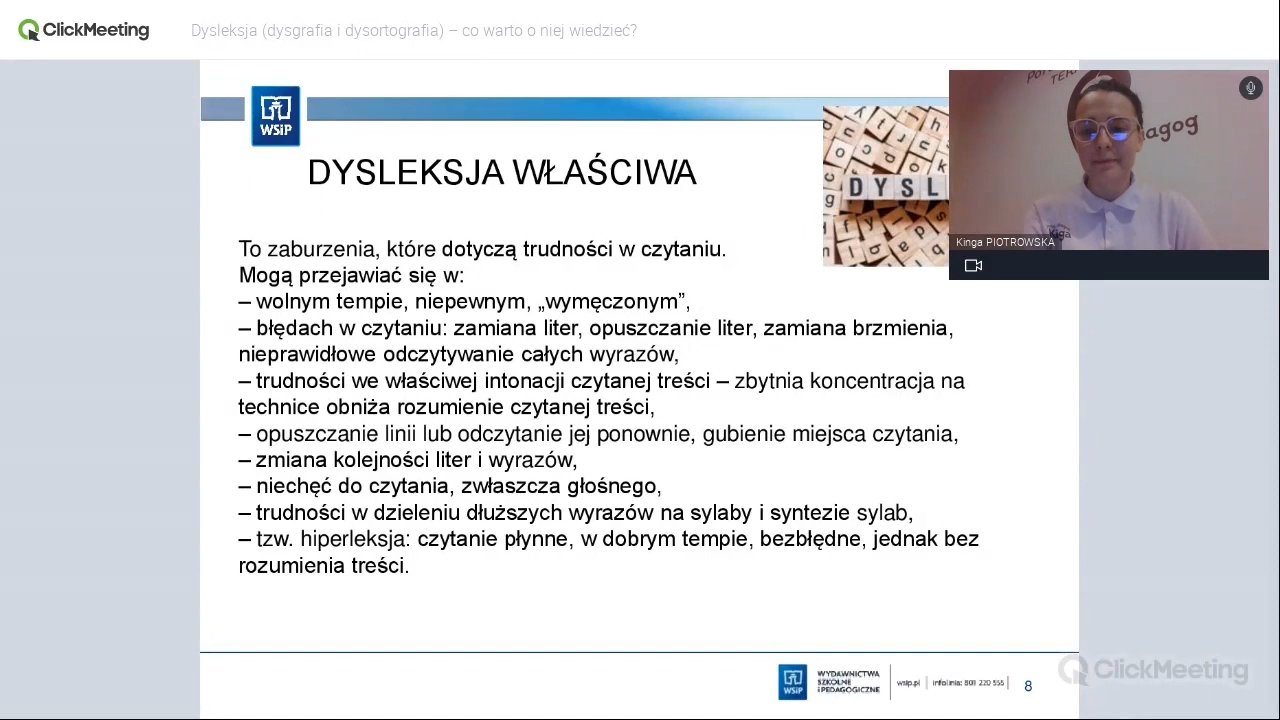 ClickMeeting
Dysleksja (dysgrafia i dysortografia) – co warto o niej wiedzieć?
WSiP
DYSL
agog
Kinga PIOTROWSKA
DYSLEKSJA WŁAŚCIWA
To zaburzenia, które dotyczą trudności w czytaniu.
Mogą przejawiać się w:
– wolnym tempie, niepewnym, „wymęczonym”,
– błędach w czytaniu: zamiana liter, opuszczanie liter, zamiana brzmienia,
nieprawidłowe odczytywanie całych wyrazów,
– trudności we właściwej intonacji czytanej treści – zbytnia koncentracja na
technice obniża rozumienie czytanej treści,
– opuszczanie linii lub odczytanie jej ponownie, gubienie miejsca czytania,
– zmiana kolejności liter i wyrazów,
– niechęć do czytania, zwłaszcza głośnego,
– trudności w dzieleniu dłuższych wyrazów na sylaby i syntezie sylab,
– tzw. hiperleksja: czytanie płynne, w dobrym tempie, bezbłędne, jednak bez
rozumienia treści.
WSiP
WYDAWNICTWA
SZKOLNE
I PEDAGOGICZNE
wsip.pl | infolinia: 801 220 555 |
8
ClickMeeting